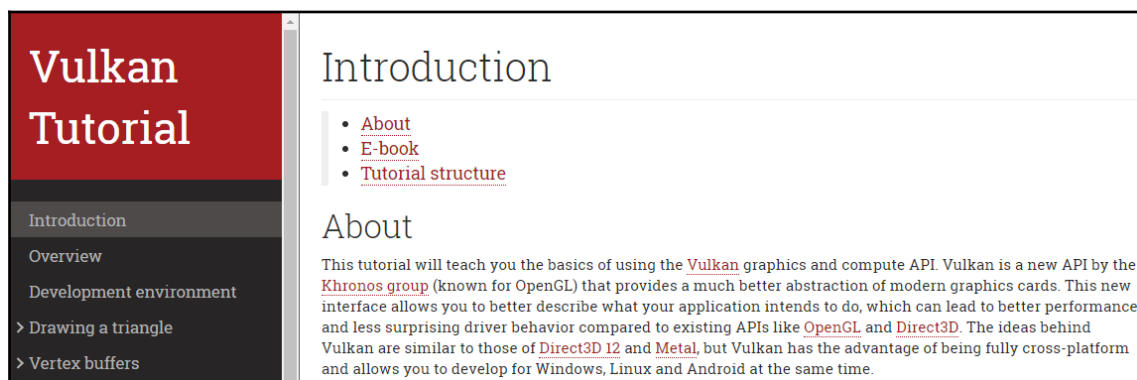 Vulkan
Tutorial
Introduction
Overview
Development environment
> Drawing a triangle
> Vertex buffers
Introduction
• About
• E-book
• Tutorial structure
About
This tutorial will teach you the basics of using the Vulkan graphics and compute API. Vulkan is a new API by the
Khronos group (known for OpenGL) that provides a much better abstraction of modern graphics cards. This new
interface allows you to better describe what your application intends to do, which can lead to better performance
and less surprising driver behavior compared to existing APIs like OpenGL and Direct3D. The ideas behind
Vulkan are similar to those of Direct3D 12 and Metal, but Vulkan has the advantage of being fully cross-platform
and allows you to develop for Windows, Linux and Android at the same time.